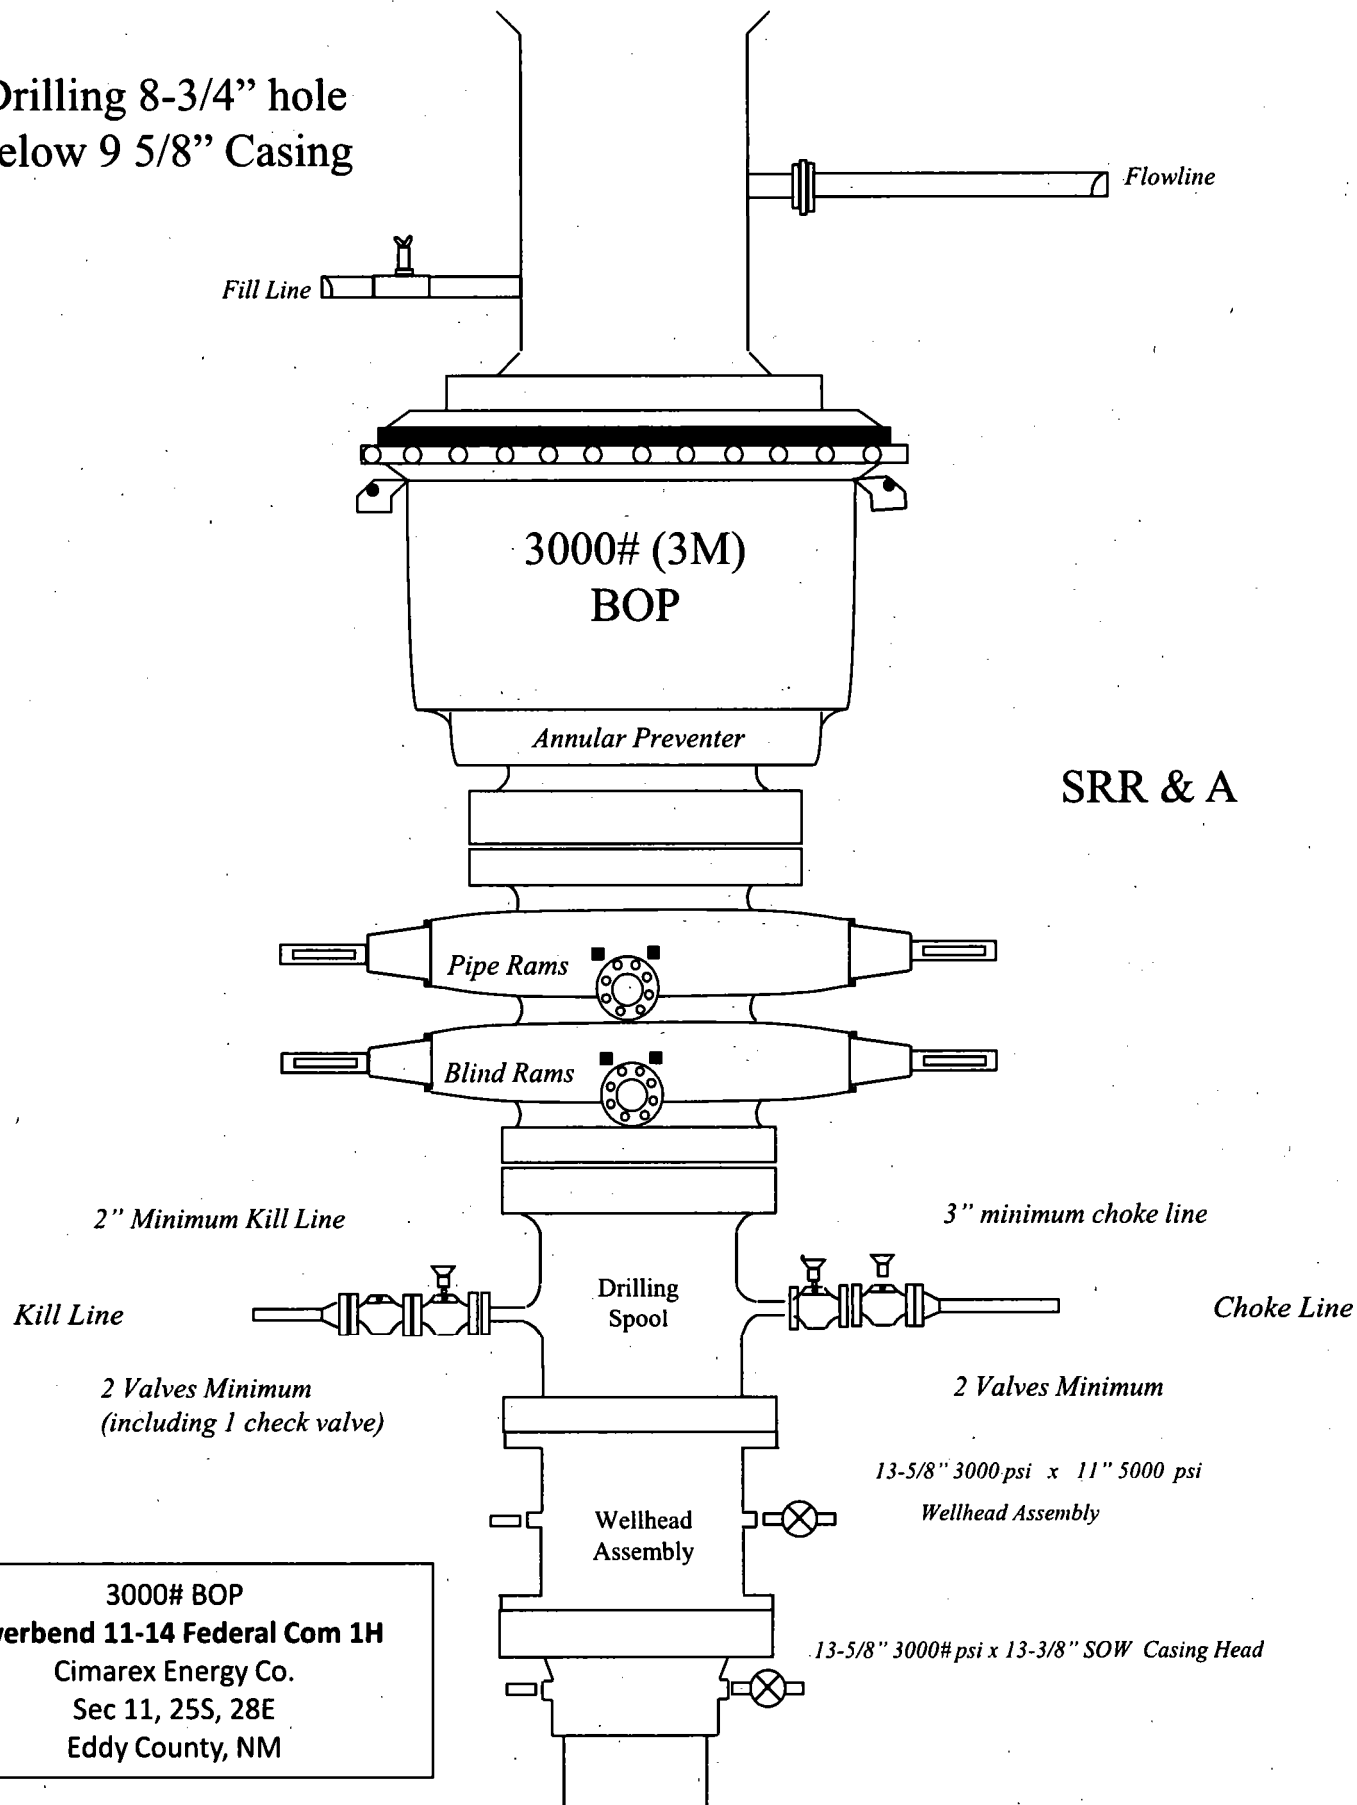 rilling 8-3/4” hole
elow 9 5/8” Casing
Flowline
Fill Line
3000# (3M)
BOP
Annular Preventer
SRR & A
Pipe Rams
Blind Rams
2” Minimum Kill Line
3” minimum choke line
Drilling
Spool
Kill Line
Choke Line
2 Valves Minimum
(including 1 check valve)
2 Valves Minimum
13-5/8” 3000 psi x 11” 5000 psi
Wellhead Assembly
Wellhead
Assembly
3000# BOP
erbend 11-14 Federal Com 1H
Cimarex Energy Co.
Sec 11, 25S, 28E
Eddy County, NM
13-5/8” 3000# psi x 13-3/8” SOW Casing Head